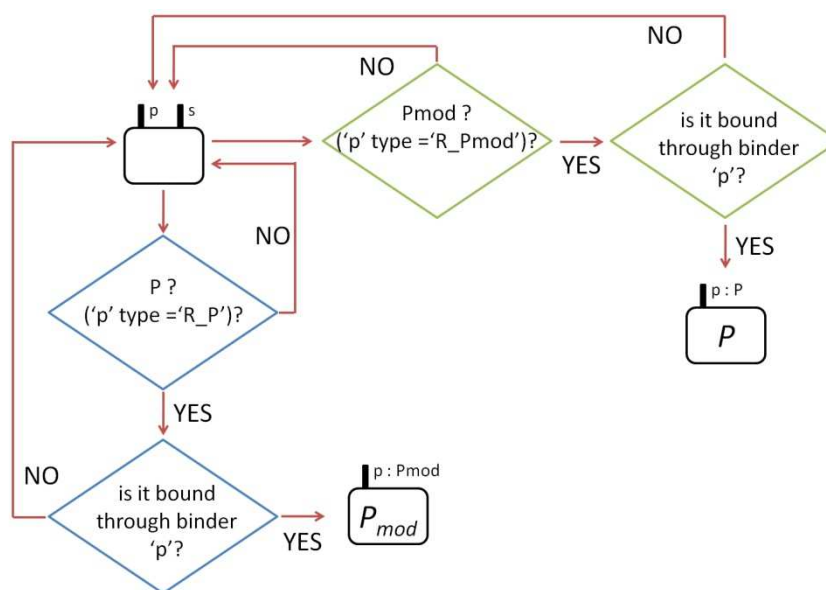 NO
NO
p
s
Pmod ?
(‘p’ type =‘R_Pmod’)?
YES
is it bound
through binder
‘p’?
YES
p : P
P
NO
P ?
(‘p’ type =‘R_P’)?
YES
NO
is it bound
through binder
‘p’?
YES
p : Pmod
Pmod